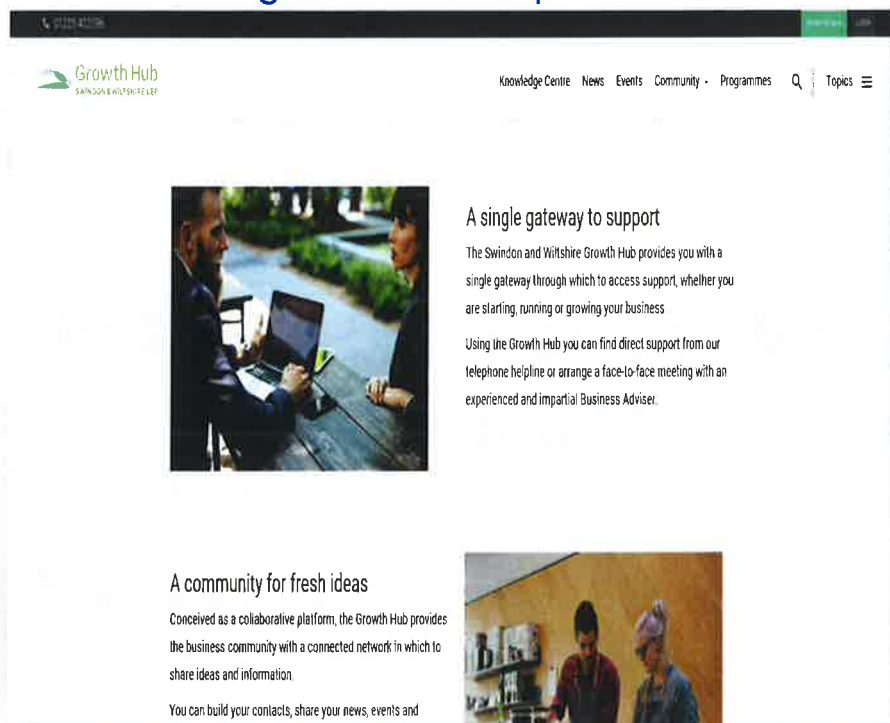 Growth Hub
SWINDON & WILTSHIRE LEP
Knowledge Centre News Events Community Programmes Topics
A single gateway to support
The Swindon and Wiltshire Growth Hub provides you with a
single gateway through which to access support, whether you
are starting, running or growing your business
Using the Growth Hub you can find direct support from our
telephone helpline or arrange a face-to-face meeting with an
experienced and impartial Business Adviser.
A community for fresh ideas
Conceived as a collaborative platform, the Growth Hub provides
the business community with a connected network in which to
share ideas and information
You can build your contacts, share your news, events and